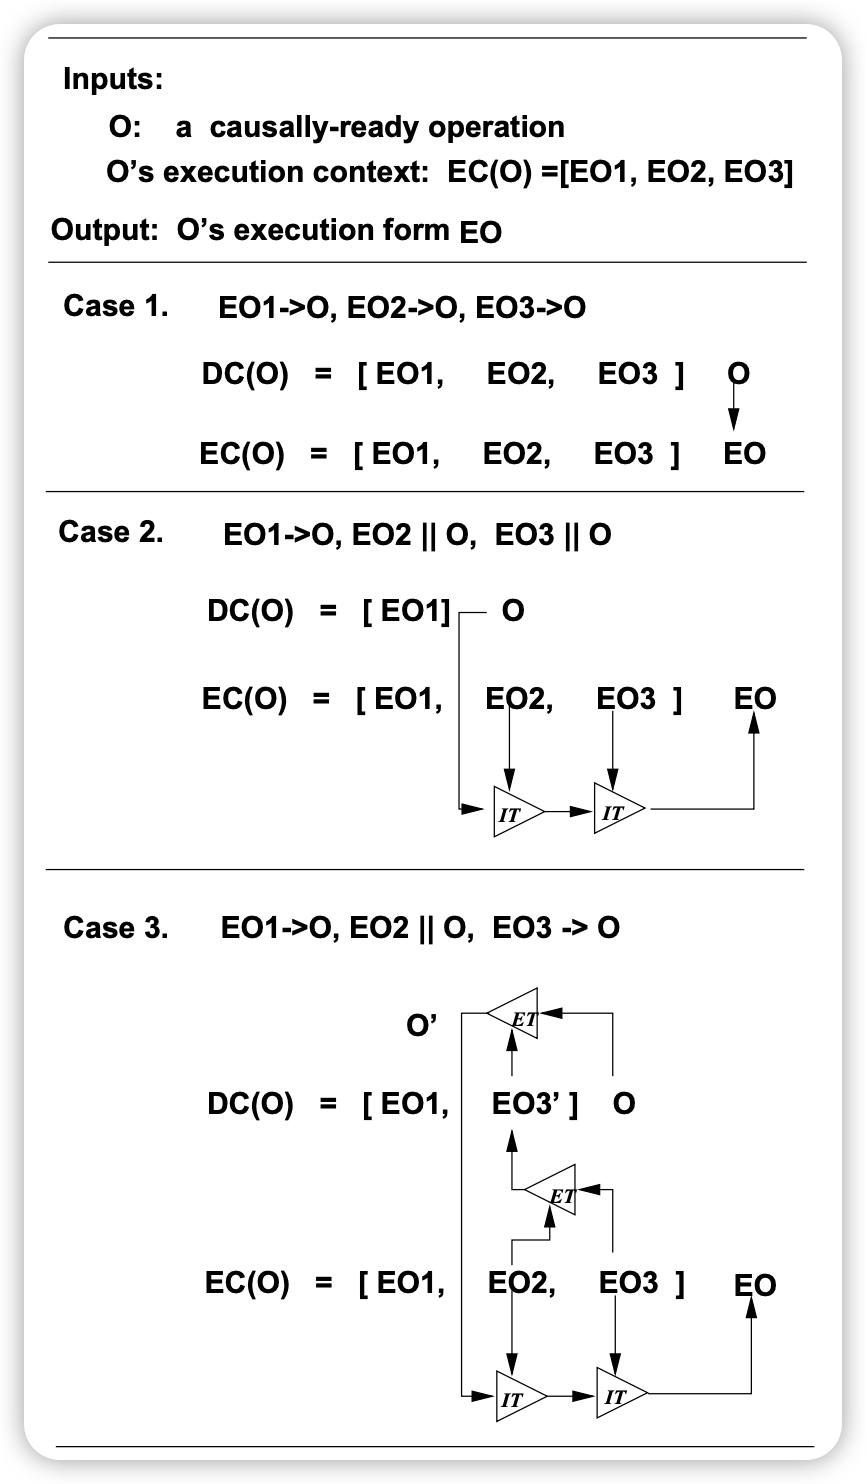 Inputs:
O: a causally-ready operation
O’s execution context: EC(O) =[EO1, EO2, EO3]
Output: O’s execution form EO
Case 1. EO1->O, EO2->O, EO3->O
DC(O) = [ EO1, EO2, EO3 ] O
EC(O) = [ EO1, EO2, EO3 ] EO
Case 2. EO1->O, EO2 || O, EO3 || O
DC(O) = [ EO1] O
EC(O) = [ EO1, EO2, EO3 ] EO
IT IT
Case 3. EO1->O, EO2 || O, EO3 -> O
O’ ET
DC(O) = [ EO1, EO3’ ] O
ET
EC(O) = [ EO1, EO2, EO3 ] EO
IT IT